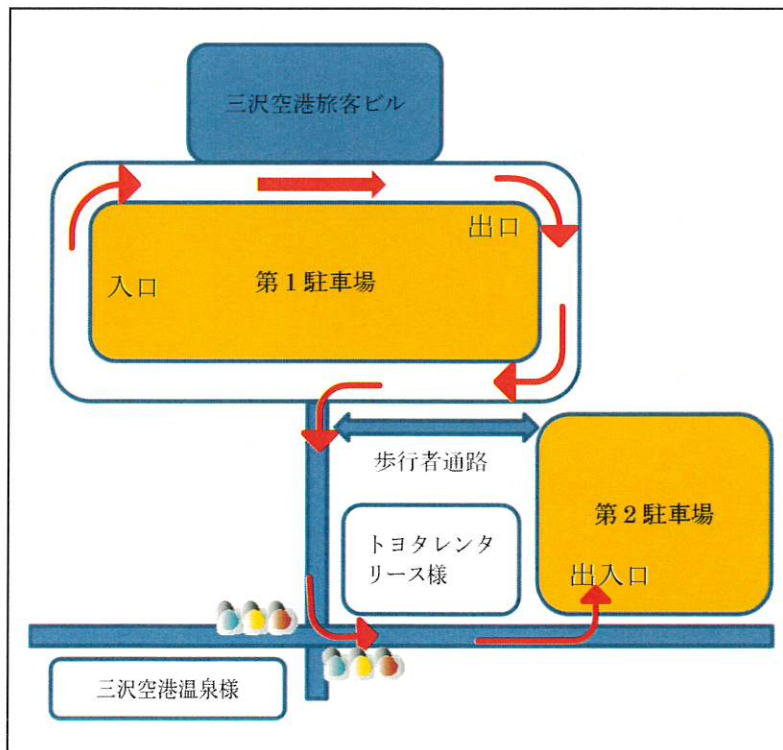 三沢空港旅客ビル
出口
入口
第1駐車場
歩行者通路
トヨタレンタ
リース様
第2駐車場
出入口
三沢空港温泉様